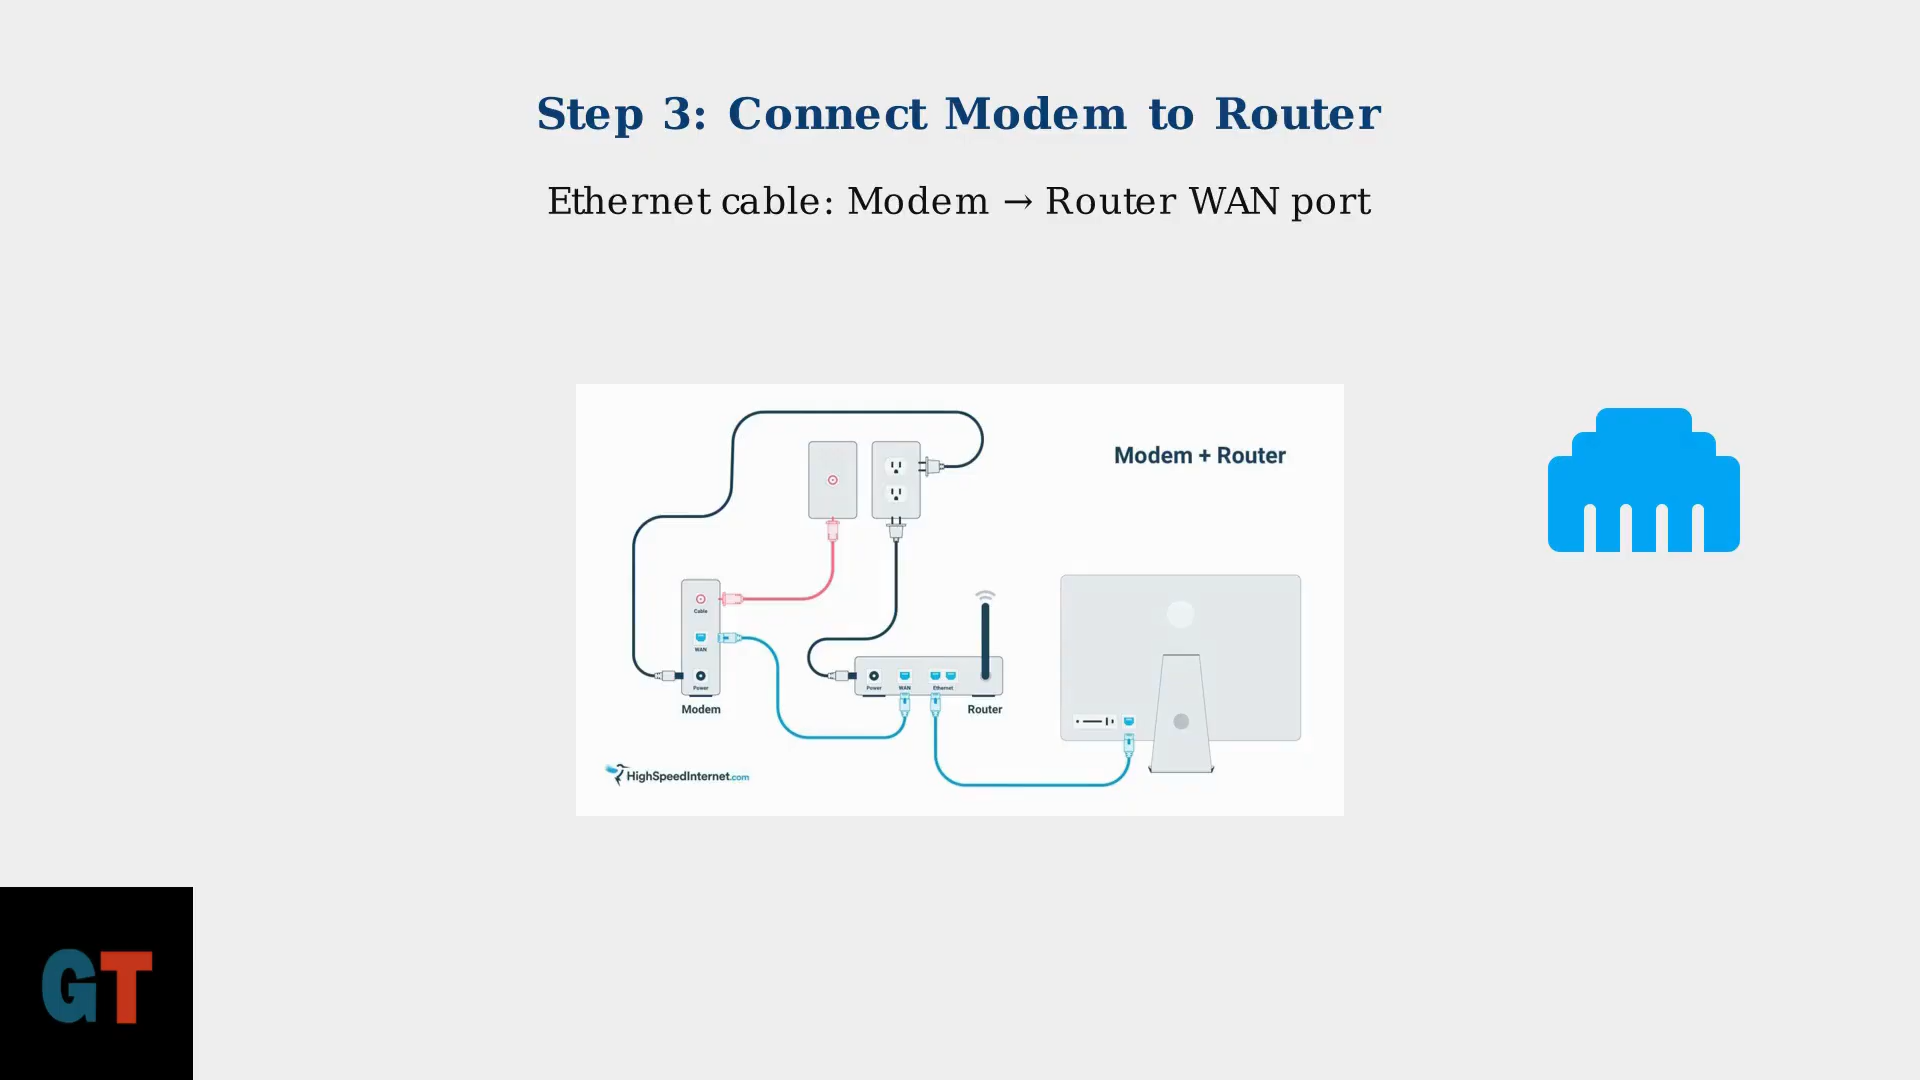 Step 3: Connect Modem to Router
Ethernet cable: Modem → Router WAN port
Modem + Router
Cable
WAN
Power
Modem
Power
WAN
Ethernet
Router
HighSpeedInternet.com
GT